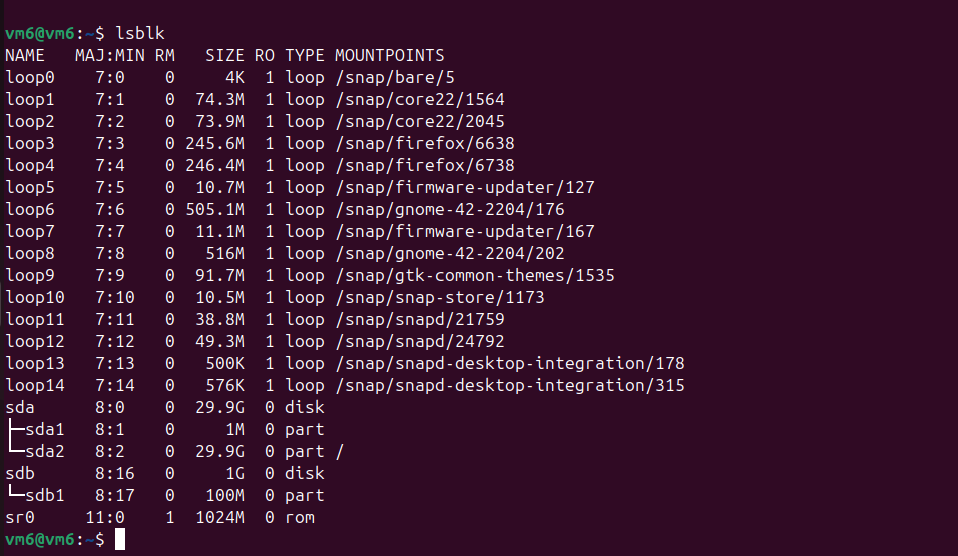 vm6@vm6:~$ lsblk
NAME   MAJ:MIN RM   SIZE RO TYPE MOUNTPOINTS
loop0    7:0    0     4K  1 loop /snap/bare/5
loop1    7:1    0  74.3M  1 loop /snap/core22/1564
loop2    7:2    0  73.9M  1 loop /snap/core22/2045
loop3    7:3    0 245.6M  1 loop /snap/firefox/6638
loop4    7:4    0 246.4M  1 loop /snap/firefox/6738
loop5    7:5    0  10.7M  1 loop /snap/firmware-updater/127
loop6    7:6    0 505.1M  1 loop /snap/gnome-42-2204/176
loop7    7:7    0  11.1M  1 loop /snap/firmware-updater/167
loop8    7:8    0   516M  1 loop /snap/gnome-42-2204/202
loop9    7:9    0  91.7M  1 loop /snap/gtk-common-themes/1535
loop10   7:10   0  10.5M  1 loop /snap/snap-store/1173
loop11   7:11   0  38.8M  1 loop /snap/snapd/21759
loop12   7:12   0  49.3M  1 loop /snap/snapd/24792
loop13   7:13   0   500K  1 loop /snap/snapd-desktop-integration/178
loop14   7:14   0   576K  1 loop /snap/snapd-desktop-integration/315
sda      8:0    0  29.9G  0 disk
├─sda1   8:1    0     1M  0 part
└─sda2   8:2    0  29.9G  0 part /
sdb      8:16   0     1G  0 disk
└─sdb1   8:17   0   100M  0 part
sr0     11:0    1  1024M  0 rom
vm6@vm6:~$